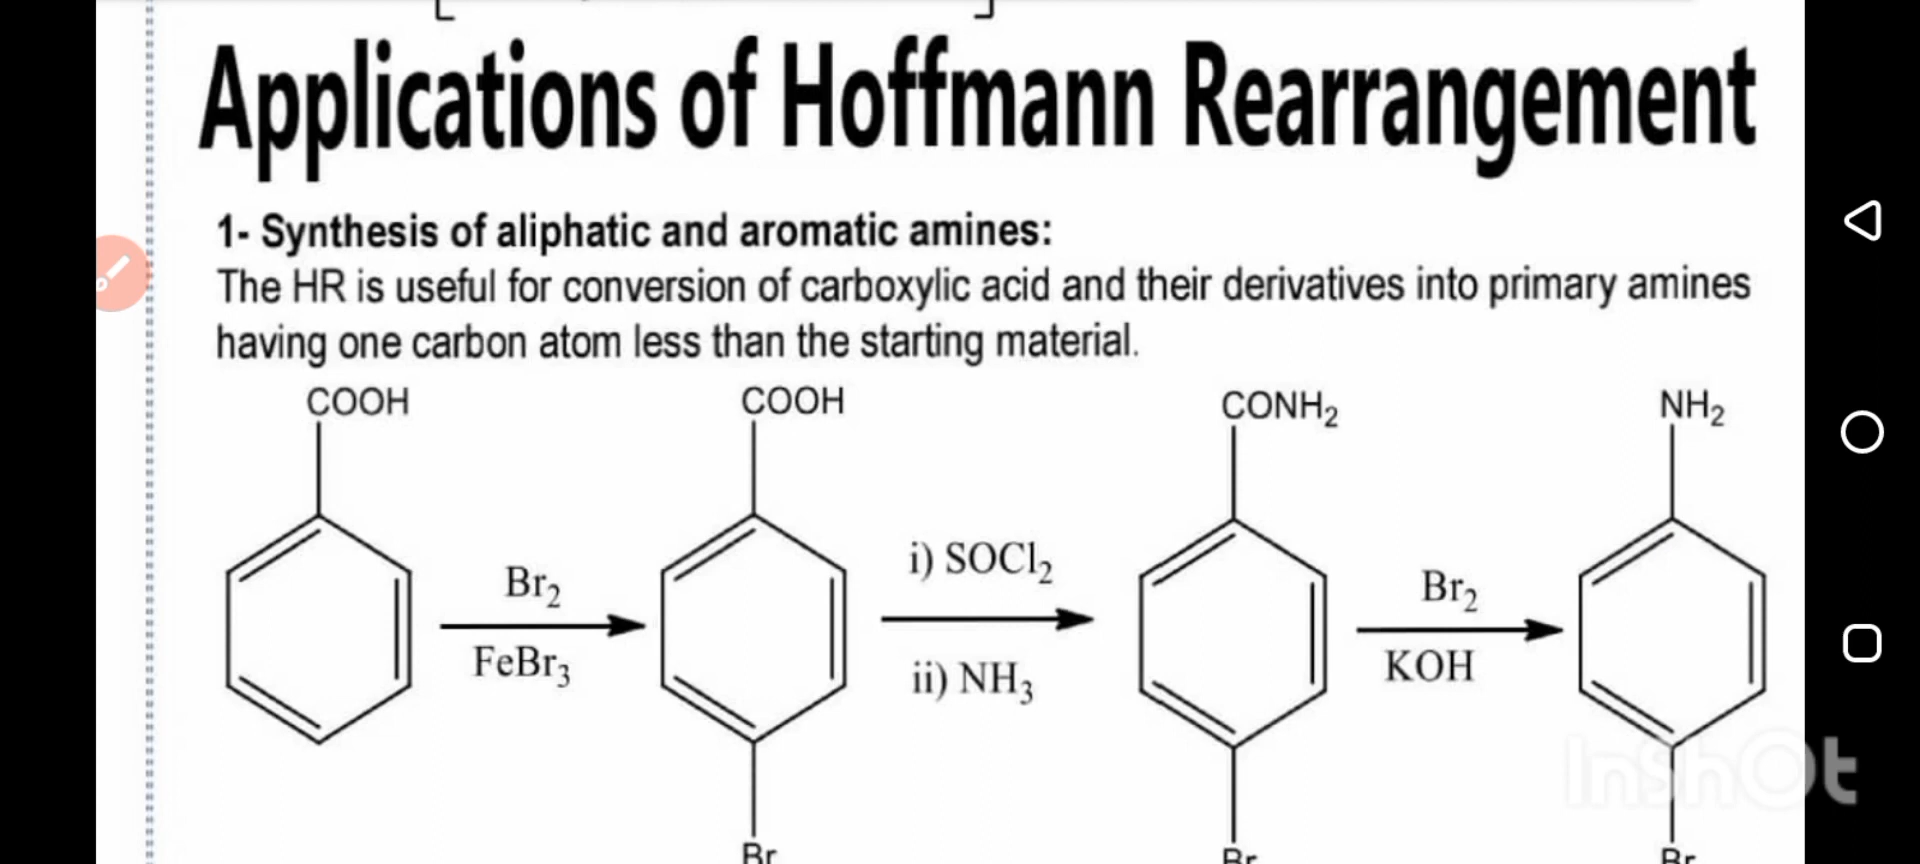 Applications of Hoffmann Rearrangement
1- Synthesis of aliphatic and aromatic amines:
The HR is useful for conversion of carboxylic acid and their derivatives into primary amines
having one carbon atom less than the starting material.
COOH COOH CONH₂ NH₂
Br₂ i) SOCl₂ Br₂
FeBr₃ ii) NH₃ KOH
InShOt
Br Br Br